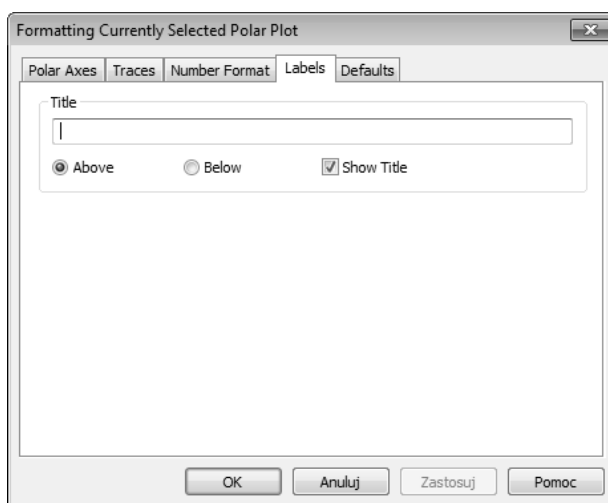 Formatting Currently Selected Polar Plot
Polar Axes Traces Number Format Labels Defaults
Title
Above Below Show Title
OK Anuluj Zastosuj Pomoc